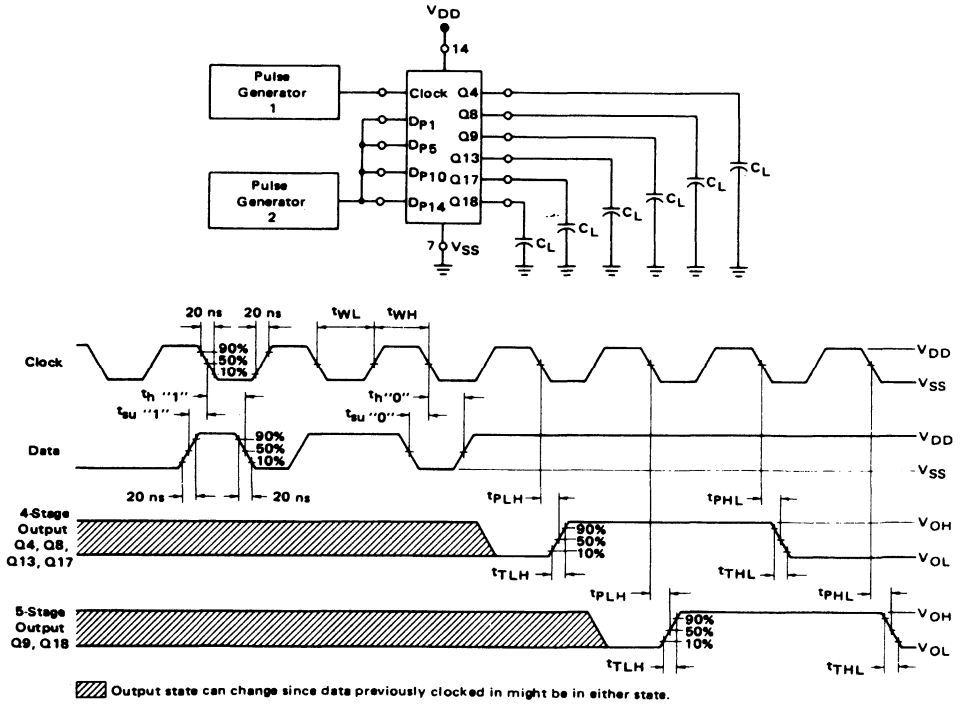 VDD
14
Pulse
Generator
1
Clock Q4
Q8
DP1
Q9
DP5
Q13
DP10
Q17
Pulse
Generator
2
DP14
Q18
CL CL CL CL CL CL
7 VSS
20 ns 20 ns tWL tWH
Clock
90%
50%
10%
VDD
VSS
th "1" th "0"
tsu "1" tsu "0"
Data
90%
50%
10%
VDD
VSS
20 ns 20 ns
tPLH tPHL
4-Stage
Output
Q4, Q8,
Q13, Q17
90%
50%
10%
VOH
VOL
tTLH tTHL
tPLH tPHL
5-Stage
Output
Q9, Q18
90%
50%
10%
VOH
VOL
tTLH tTHL
Output state can change since data previously clocked in might be in either state.